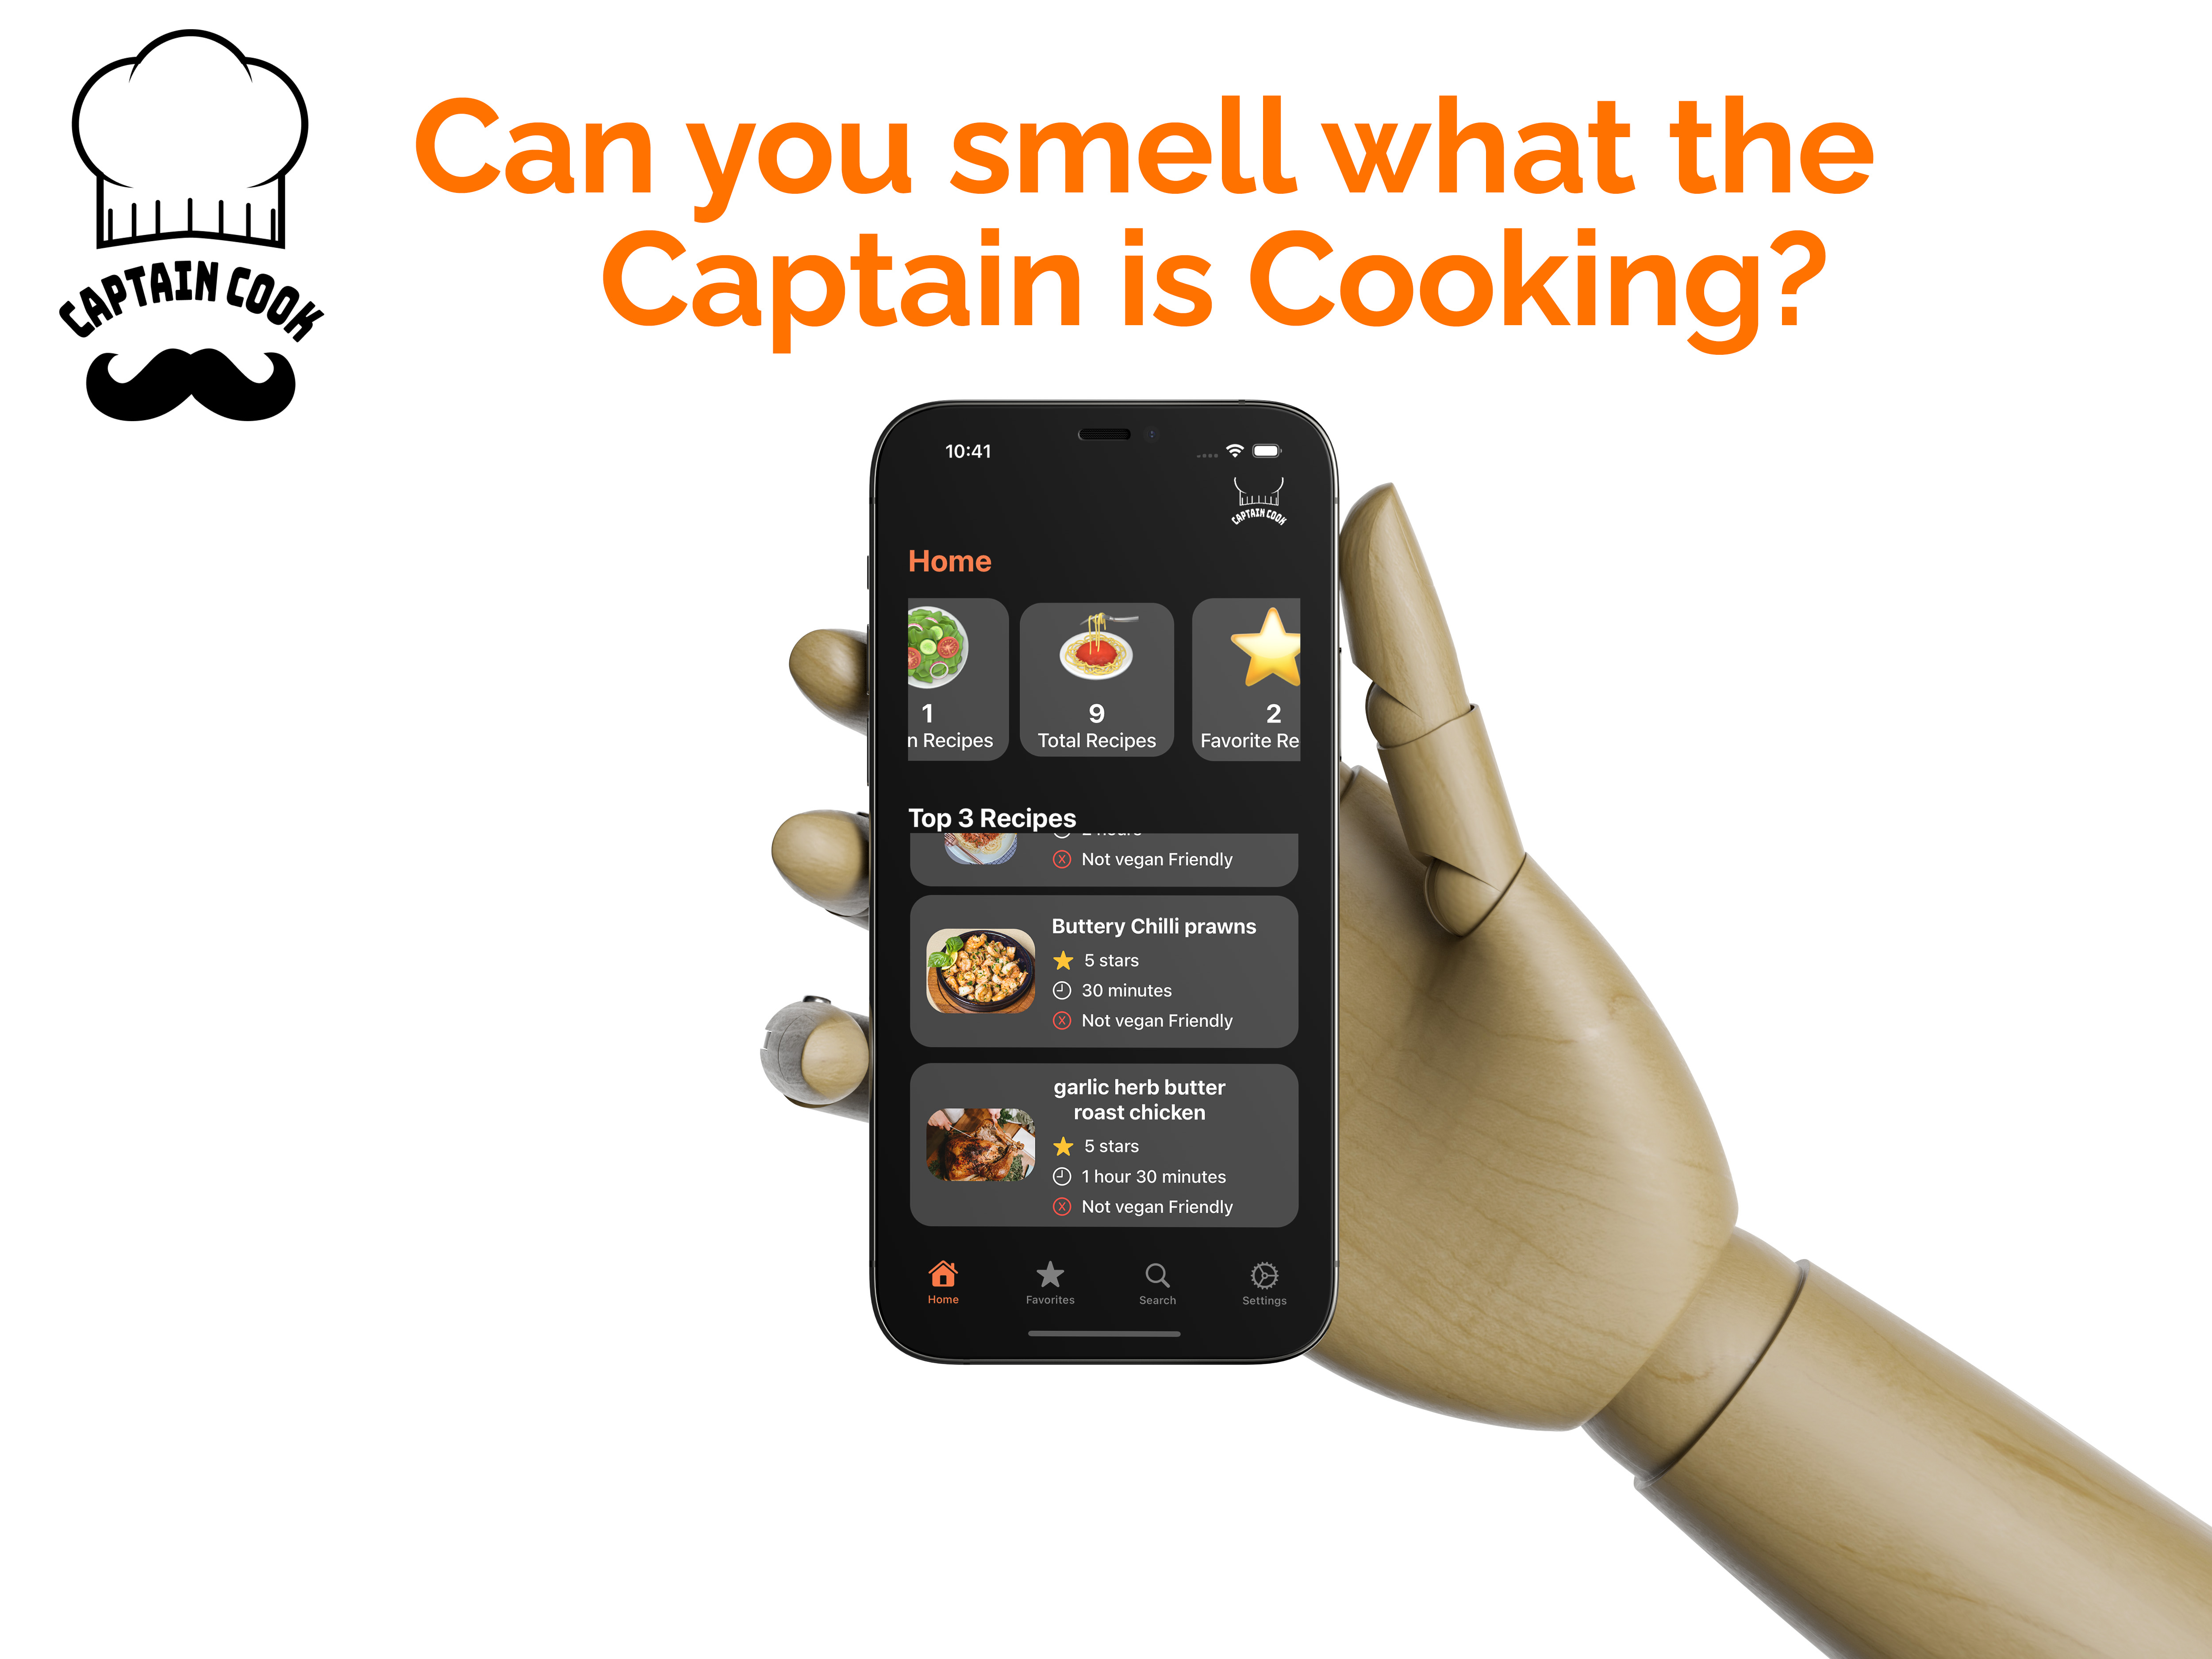 Can you smell what the
Captain is Cooking?
CAPTAIN COOK
10:41
CAPTAIN COOK
Home
1
n Recipes
9
Total Recipes
2
Favorite Re
Top 3 Recipes
Not vegan Friendly
Buttery Chilli prawns
5 stars
30 minutes
Not vegan Friendly
garlic herb butter
roast chicken
5 stars
1 hour 30 minutes
Not vegan Friendly
Home
Favorites
Search
Settings